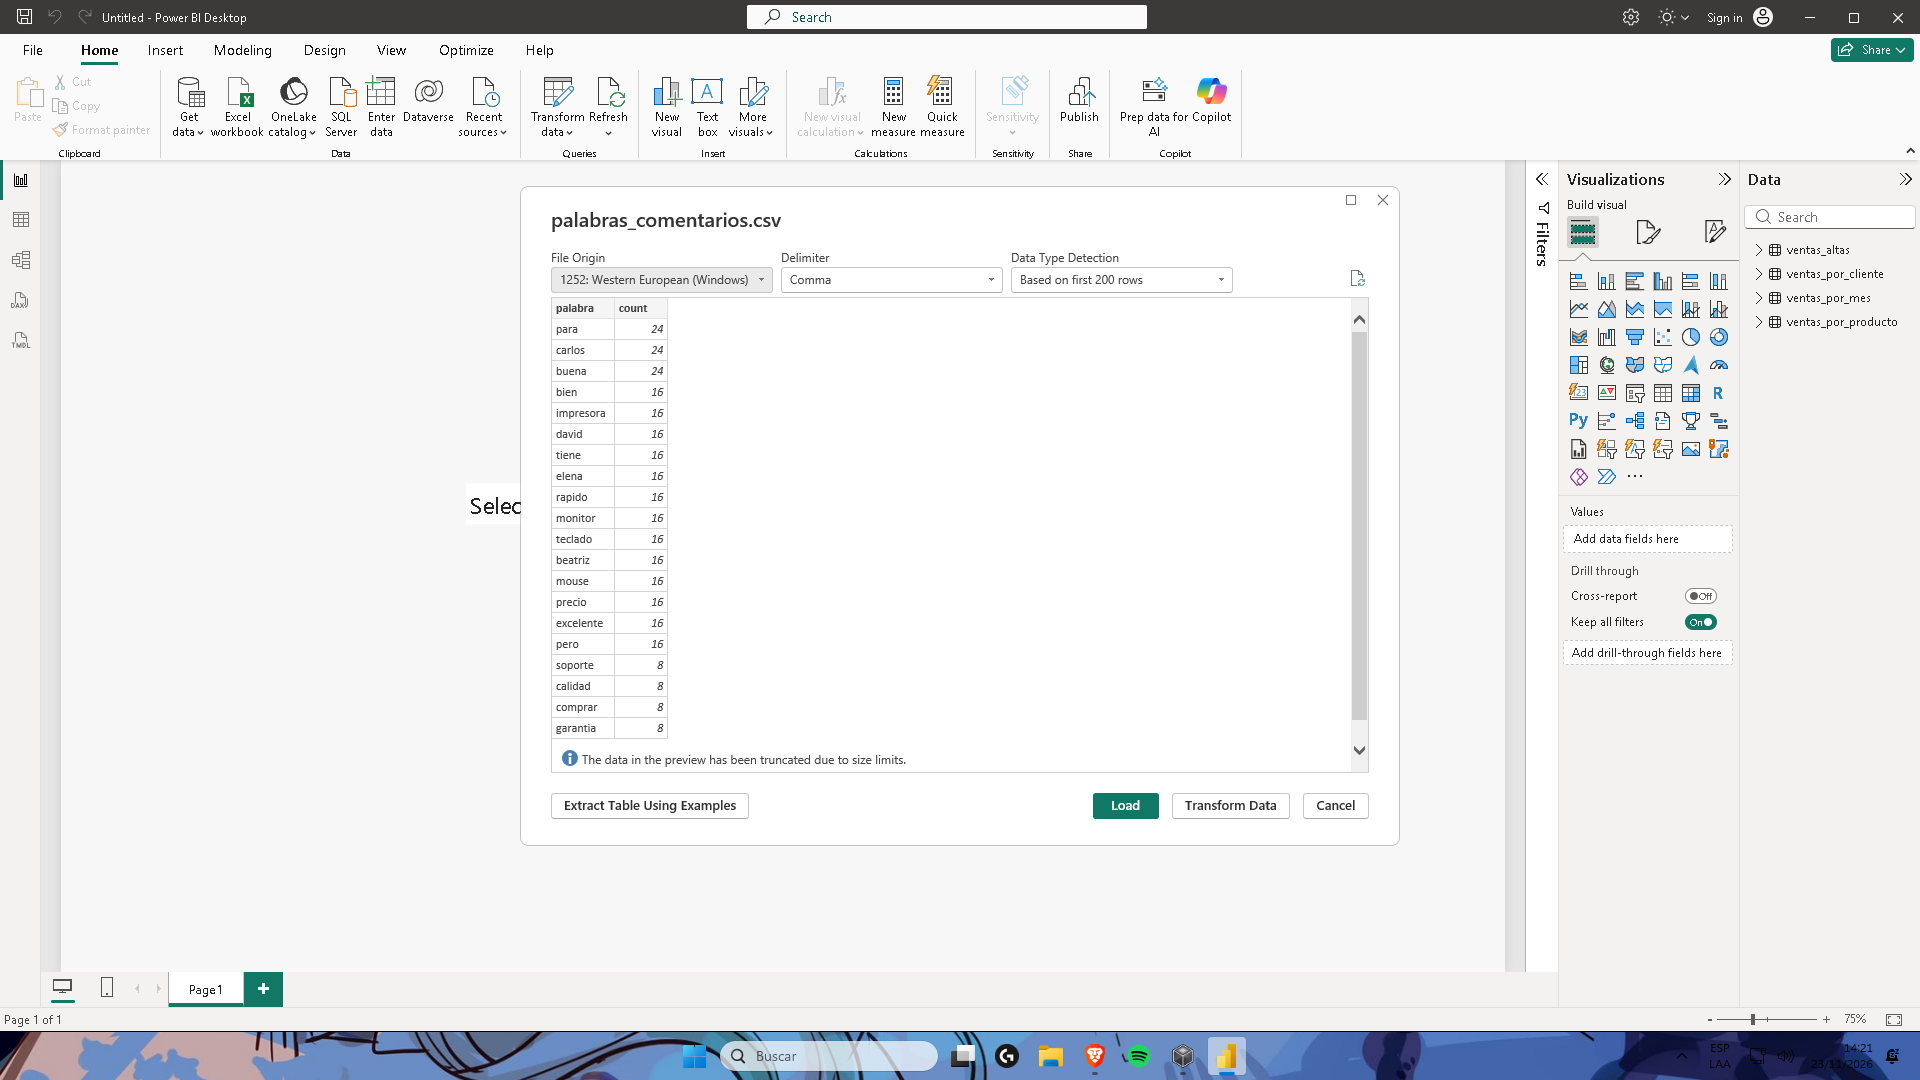 Untitled - Power BI Desktop
Search
Sign in
File
Home
Insert
Modeling
Design
View
Optimize
Help
Share
Paste
Cut
Copy
Format painter
Clipboard
Get data
Excel workbook
OneLake catalog
SQL Server
Enter data
Dataverse
Recent sources
Data
Transform data
Refresh
Queries
New visual
Text box
More visuals
Insert
New visual calculation
New measure
Quick measure
Calculations
Sensitivity
Sensitivity
Publish
Share
Prep data for AI
Copilot
Copilot
DAX
TMDL
Selec
palabras_comentarios.csv
File Origin
Delimiter
Data Type Detection
1252: Western European (Windows)
Comma
Based on first 200 rows
palabra count
para 24
carlos 24
buena 24
bien 16
impresora 16
david 16
tiene 16
elena 16
rapido 16
monitor 16
teclado 16
beatriz 16
mouse 16
precio 16
excelente 16
pero 16
soporte 8
calidad 8
comprar 8
garantia 8
The data in the preview has been truncated due to size limits.
Extract Table Using Examples
Load
Transform Data
Cancel
Filters
Visualizations
Build visual
123
R
Py
Values
Add data fields here
Drill through
Cross-report
Off
Keep all filters
On
Add drill-through fields here
Data
Search
ventas_altas
ventas_por_cliente
ventas_por_mes
ventas_por_producto
Page 1
Page 1 of 1
75%
Buscar
ESP
LAA
14:21
23/11/2026